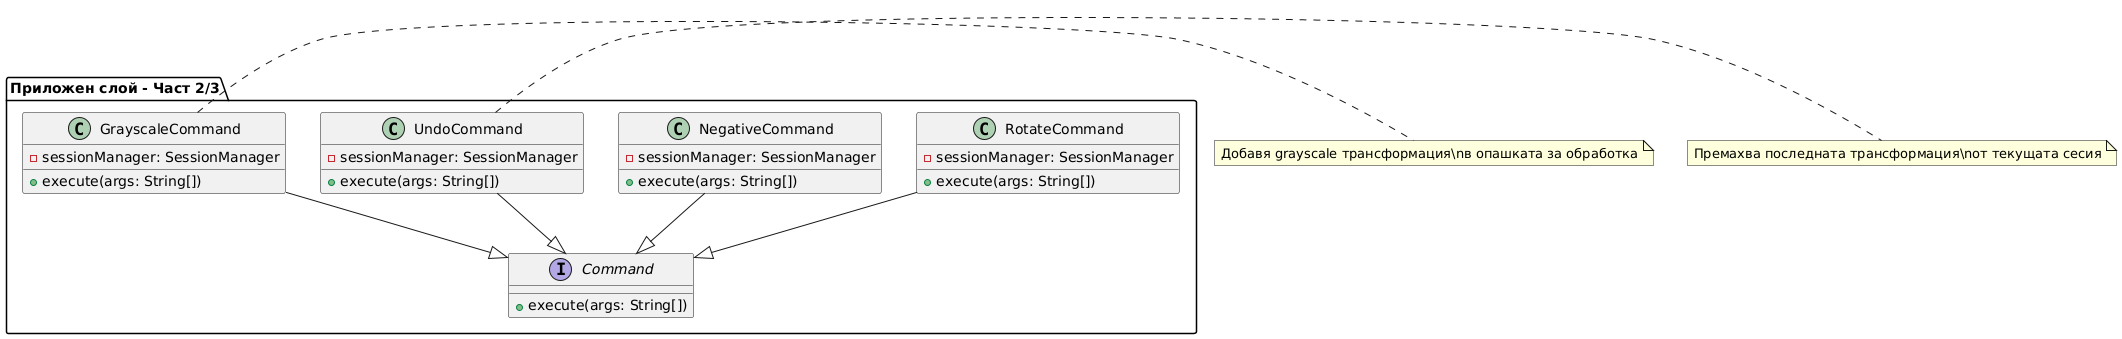 Приложен слой - Част 2/3
C GrayscaleCommand
sessionManager: SessionManager
execute(args: String[])
C UndoCommand
sessionManager: SessionManager
execute(args: String[])
C NegativeCommand
sessionManager: SessionManager
execute(args: String[])
C RotateCommand
sessionManager: SessionManager
execute(args: String[])
Добавя grayscale трансформация\nв опашката за обработка
Премахва последната трансформация\nот текущата сесия
I Command
execute(args: String[])